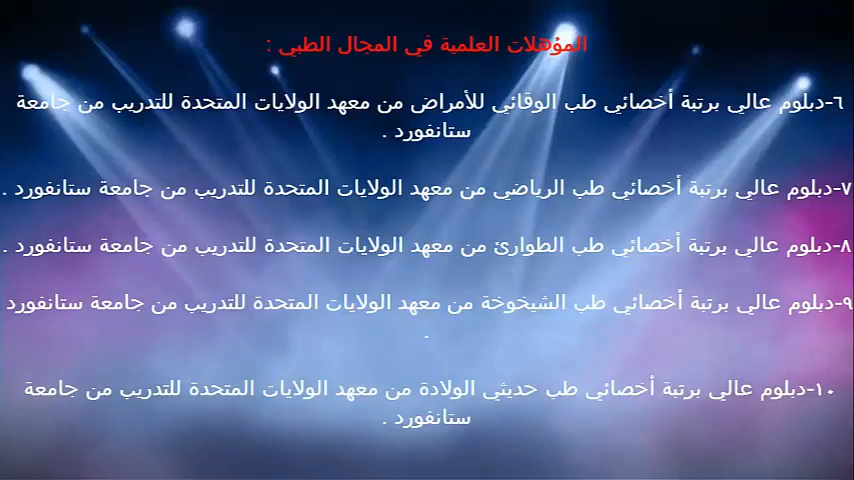 المؤهلات العلمية في المجال الطبي :
٦-دبلوم عالي برتبة أخصائي طب الوقائي للأمراض من معهد الولايات المتحدة للتدريب من جامعة
ستانفورد .
٧-دبلوم عالي برتبة أخصائي طب الرياضي من معهد الولايات المتحدة للتدريب من جامعة ستانفورد .
٨-دبلوم عالي برتبة أخصائي طب الطوارئ من معهد الولايات المتحدة للتدريب من جامعة ستانفورد .
٩-دبلوم عالي برتبة أخصائي طب الشيخوخة من معهد الولايات المتحدة للتدريب من جامعة ستانفورد
.
١٠-دبلوم عالي برتبة أخصائي طب حديثي الولادة من معهد الولايات المتحدة للتدريب من جامعة
ستانفورد .